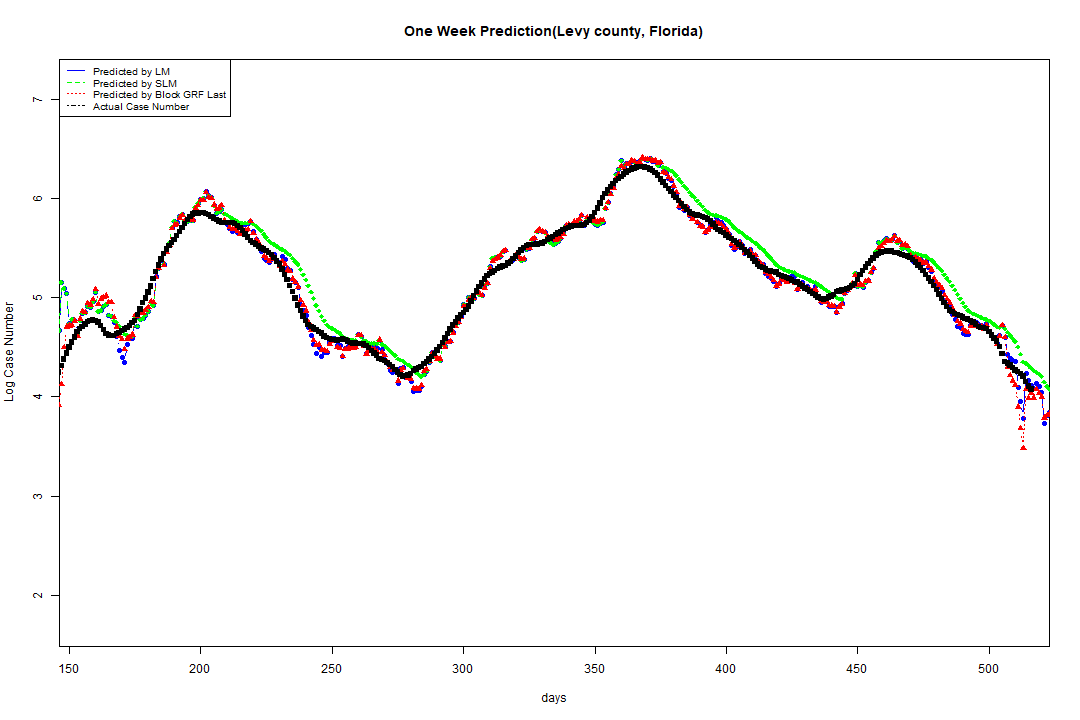 One Week Prediction(Levy county, Florida)
Predicted by LM
Predicted by SLM
Predicted by Block GRF Last
Actual Case Number
7
6
5
4
3
2
Log Case Number
150 200 250 300 350 400 450 500
days